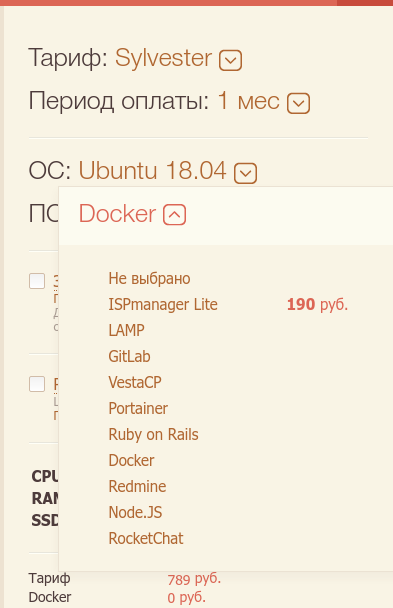 Тариф: Sylvester
Период оплаты: 1 мес
ОС: Ubuntu 18.04
ПО
Docker
Не выбрано
ISPmanager Lite 190 руб.
LAMP
GitLab
VestaCP
Portainer
Ruby on Rails
Docker
Redmine
Node.JS
RocketChat
CPU
RAM
SSD
Тариф 789 руб.
Docker 0 руб.